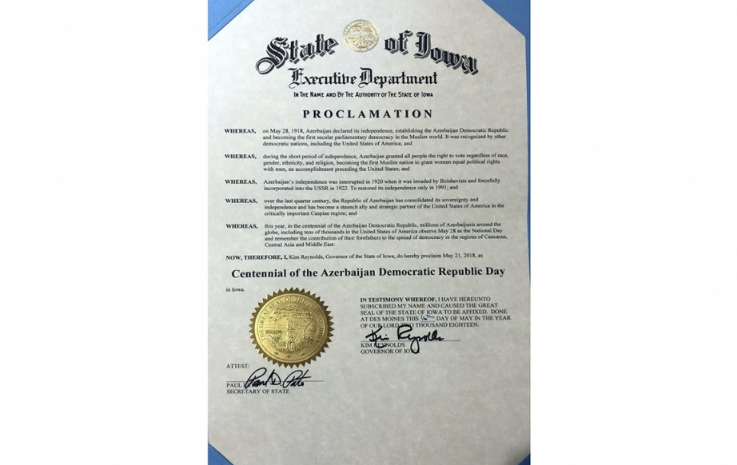 State of Iowa
Executive Department
IN THE NAME AND BY THE AUTHORITY OF THE STATE OF IOWA
PROCLAMATION
WHEREAS, on May 28, 1918, Azerbaijan declared its independence, establishing the Azerbaijan Democratic Republic
and becoming the first secular parliamentary democracy in the Muslim world. It was recognized by other
democratic nations, including the United States of America; and
WHEREAS, during the short period of independence, Azerbaijan granted all people the right to vote regardless of race,
gender, ethnicity, and religion, becoming the first Muslim nation to grant women equal political rights
with men, an accomplishment preceding the United States; and
WHEREAS, Azerbaijan's independence was interrupted in 1920 when it was invaded by Bolsheviks and forcefully
incorporated into the USSR in 1922. To restored its independence only in 1991; and
WHEREAS, over the last quarter century, the Republic of Azerbaijan has consolidated its sovereignty and
independence and has become a staunch ally and strategic partner of the United States of America in the
critically important Caspian region; and
WHEREAS, this year, in the centennial of the Azerbaijan Democratic Republic, millions of Azerbaijanis around the
globe, including tens of thousands in the United States of America observe May 28 as the National Day
and remember the contribution of their forefathers to the spread of democracy in the regions of Caucasus,
Central Asia and Middle East.
NOW, THEREFORE, I, Kim Reynolds, Governor of the State of Iowa, do hereby proclaim May 21, 2018, as
Centennial of the Azerbaijan Democratic Republic Day
in Iowa.
IN TESTIMONY WHEREOF, I HAVE HEREUNTO
SUBSCRIBED MY NAME AND CAUSED THE GREAT
SEAL OF THE STATE OF IOWA TO BE AFFIXED. DONE
AT DES MOINES THIS DAY OF MAY IN THE YEAR
OF OUR LORD TWO THOUSAND EIGHTEEN.
Kim Reynolds
KIM REYNOLDS
GOVERNOR OF IO
ATTEST:
Paul D. Pate
PAUL
SECRETARY OF STATE